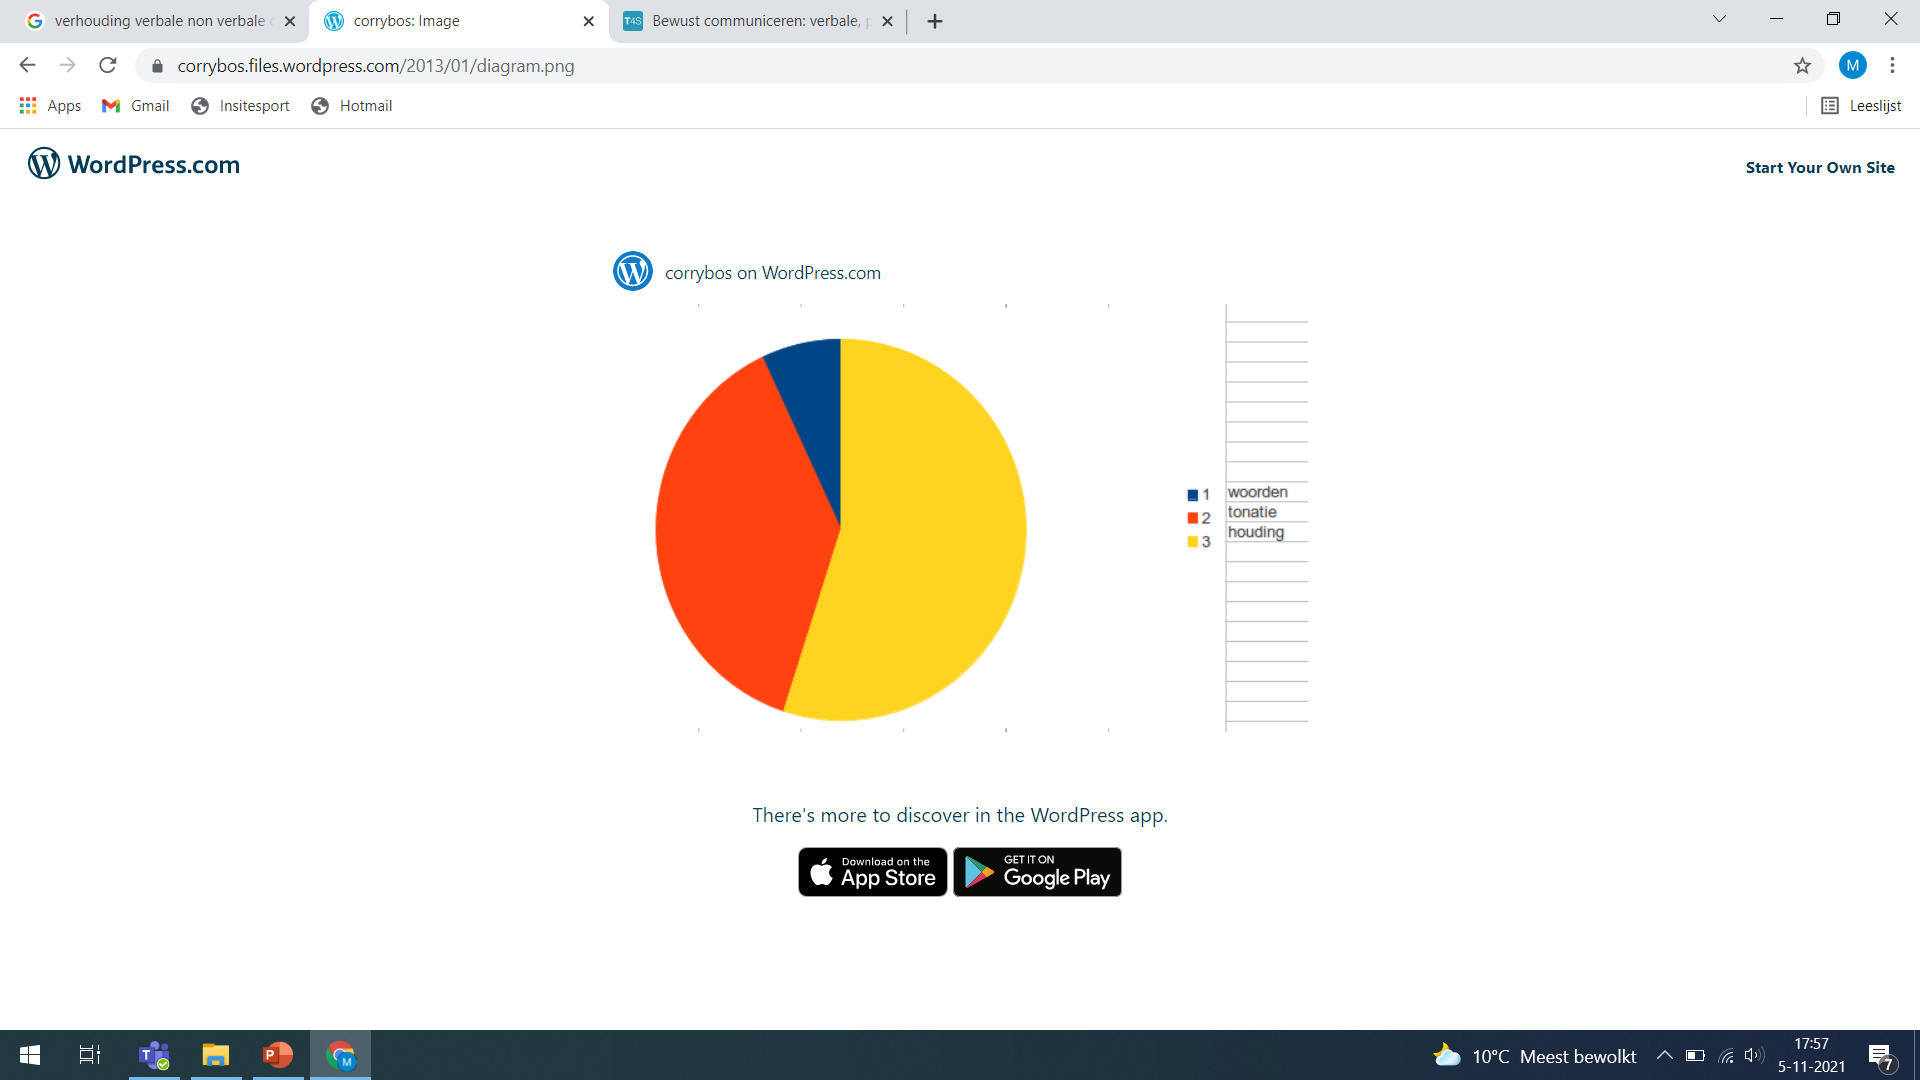 verhouding verbale non verbale
corrybos: Image
T4S Bewust communiceren: verbale,
corrybos.files.wordpress.com/2013/01/diagram.png
M
Apps
Gmail
Insitesport
Hotmail
Leeslijst
WordPress.com
Start Your Own Site
corrybos on WordPress.com
1 woorden
2 tonatie
3 houding
There's more to discover in the WordPress app.
Download on the
App Store
GET IT ON
Google Play
10°C Meest bewolkt
17:57
5-11-2021
7